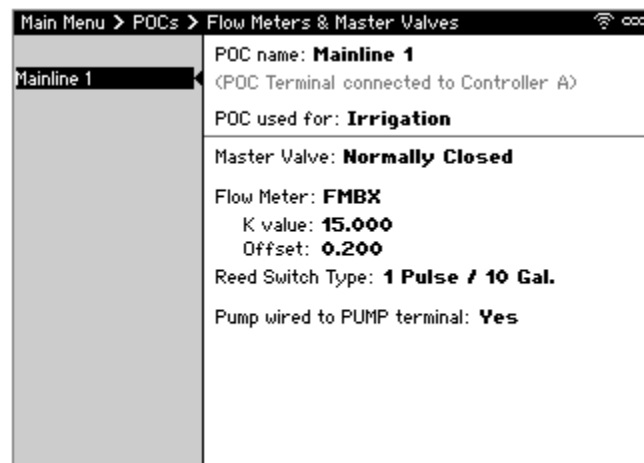 Main Menu > POCs > Flow Meters & Master Valves
Mainline 1
POC name: Mainline 1
(POC Terminal connected to Controller A)
POC used for: Irrigation
Master Valve: Normally Closed
Flow Meter: FMBX
K value: 15.000
Offset: 0.200
Reed Switch Type: 1 Pulse / 10 Gal.
Pump wired to PUMP terminal: Yes